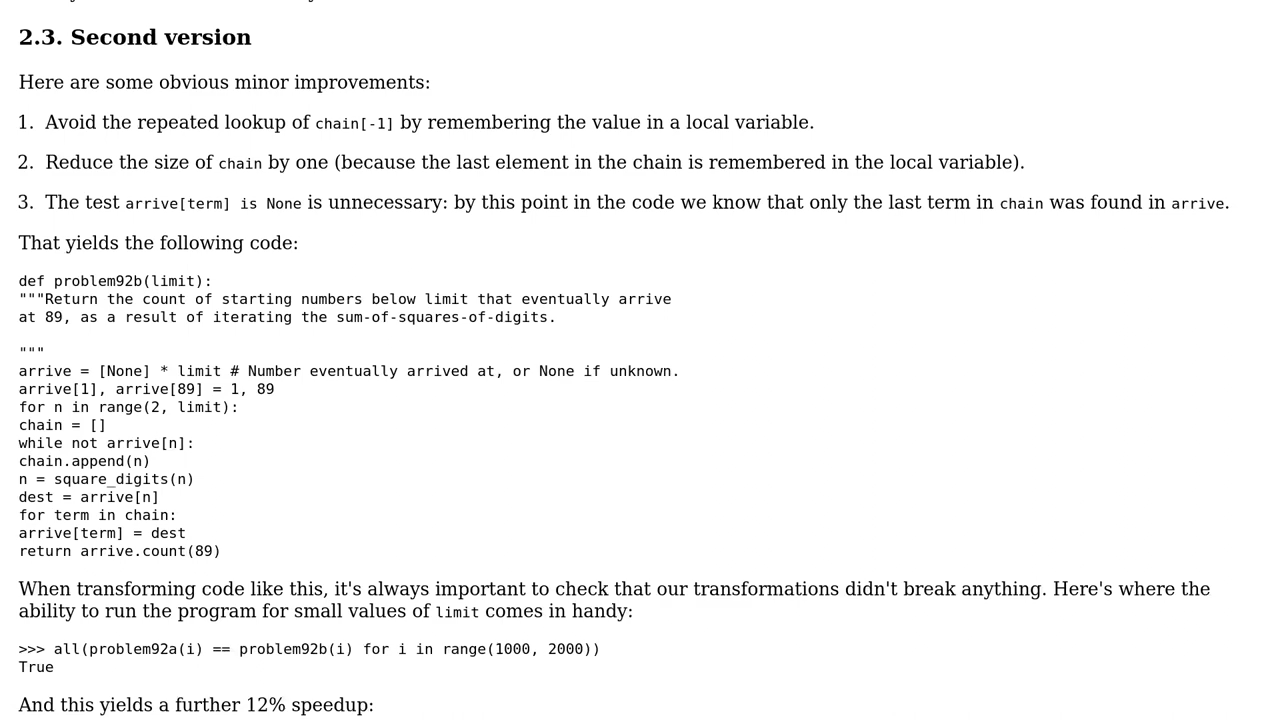 2.3. Second version
Here are some obvious minor improvements:
1. Avoid the repeated lookup of chain[-1] by remembering the value in a local variable.
2. Reduce the size of chain by one (because the last element in the chain is remembered in the local variable).
3. The test arrive[term] is None is unnecessary: by this point in the code we know that only the last term in chain was found in arrive.
That yields the following code:
def problem92b(limit):
"""Return the count of starting numbers below limit that eventually arrive
at 89, as a result of iterating the sum-of-squares-of-digits.
"""
arrive = [None] * limit # Number eventually arrived at, or None if unknown.
arrive[1], arrive[89] = 1, 89
for n in range(2, limit):
chain = []
while not arrive[n]:
chain.append(n)
n = square_digits(n)
dest = arrive[n]
for term in chain:
arrive[term] = dest
return arrive.count(89)
When transforming code like this, it's always important to check that our transformations didn't break anything. Here's where the
ability to run the program for small values of limit comes in handy:
>>> all(problem92a(i) == problem92b(i) for i in range(1000, 2000))
True
And this yields a further 12% speedup: